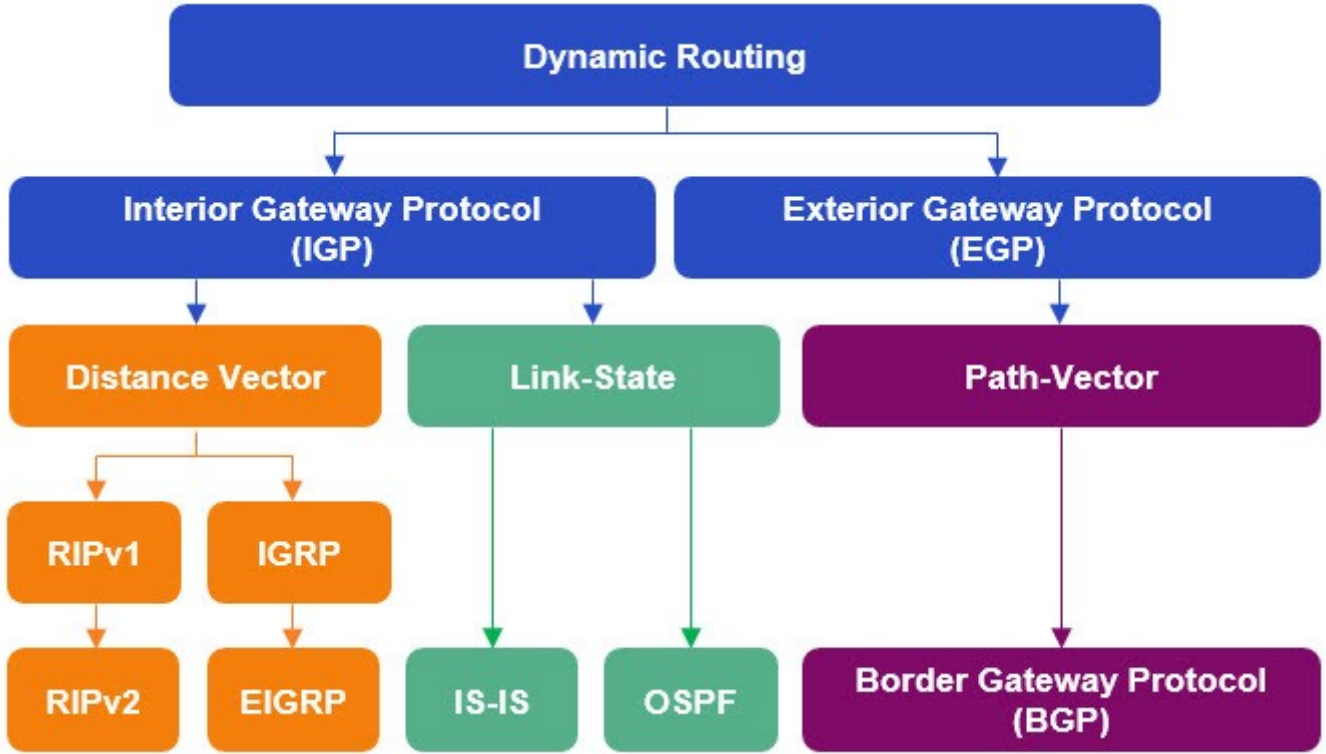 Dynamic Routing
Interior Gateway Protocol
(IGP)
Exterior Gateway Protocol
(EGP)
Distance Vector
Link-State
Path-Vector
RIPv1
IGRP
RIPv2
EIGRP
IS-IS
OSPF
Border Gateway Protocol
(BGP)